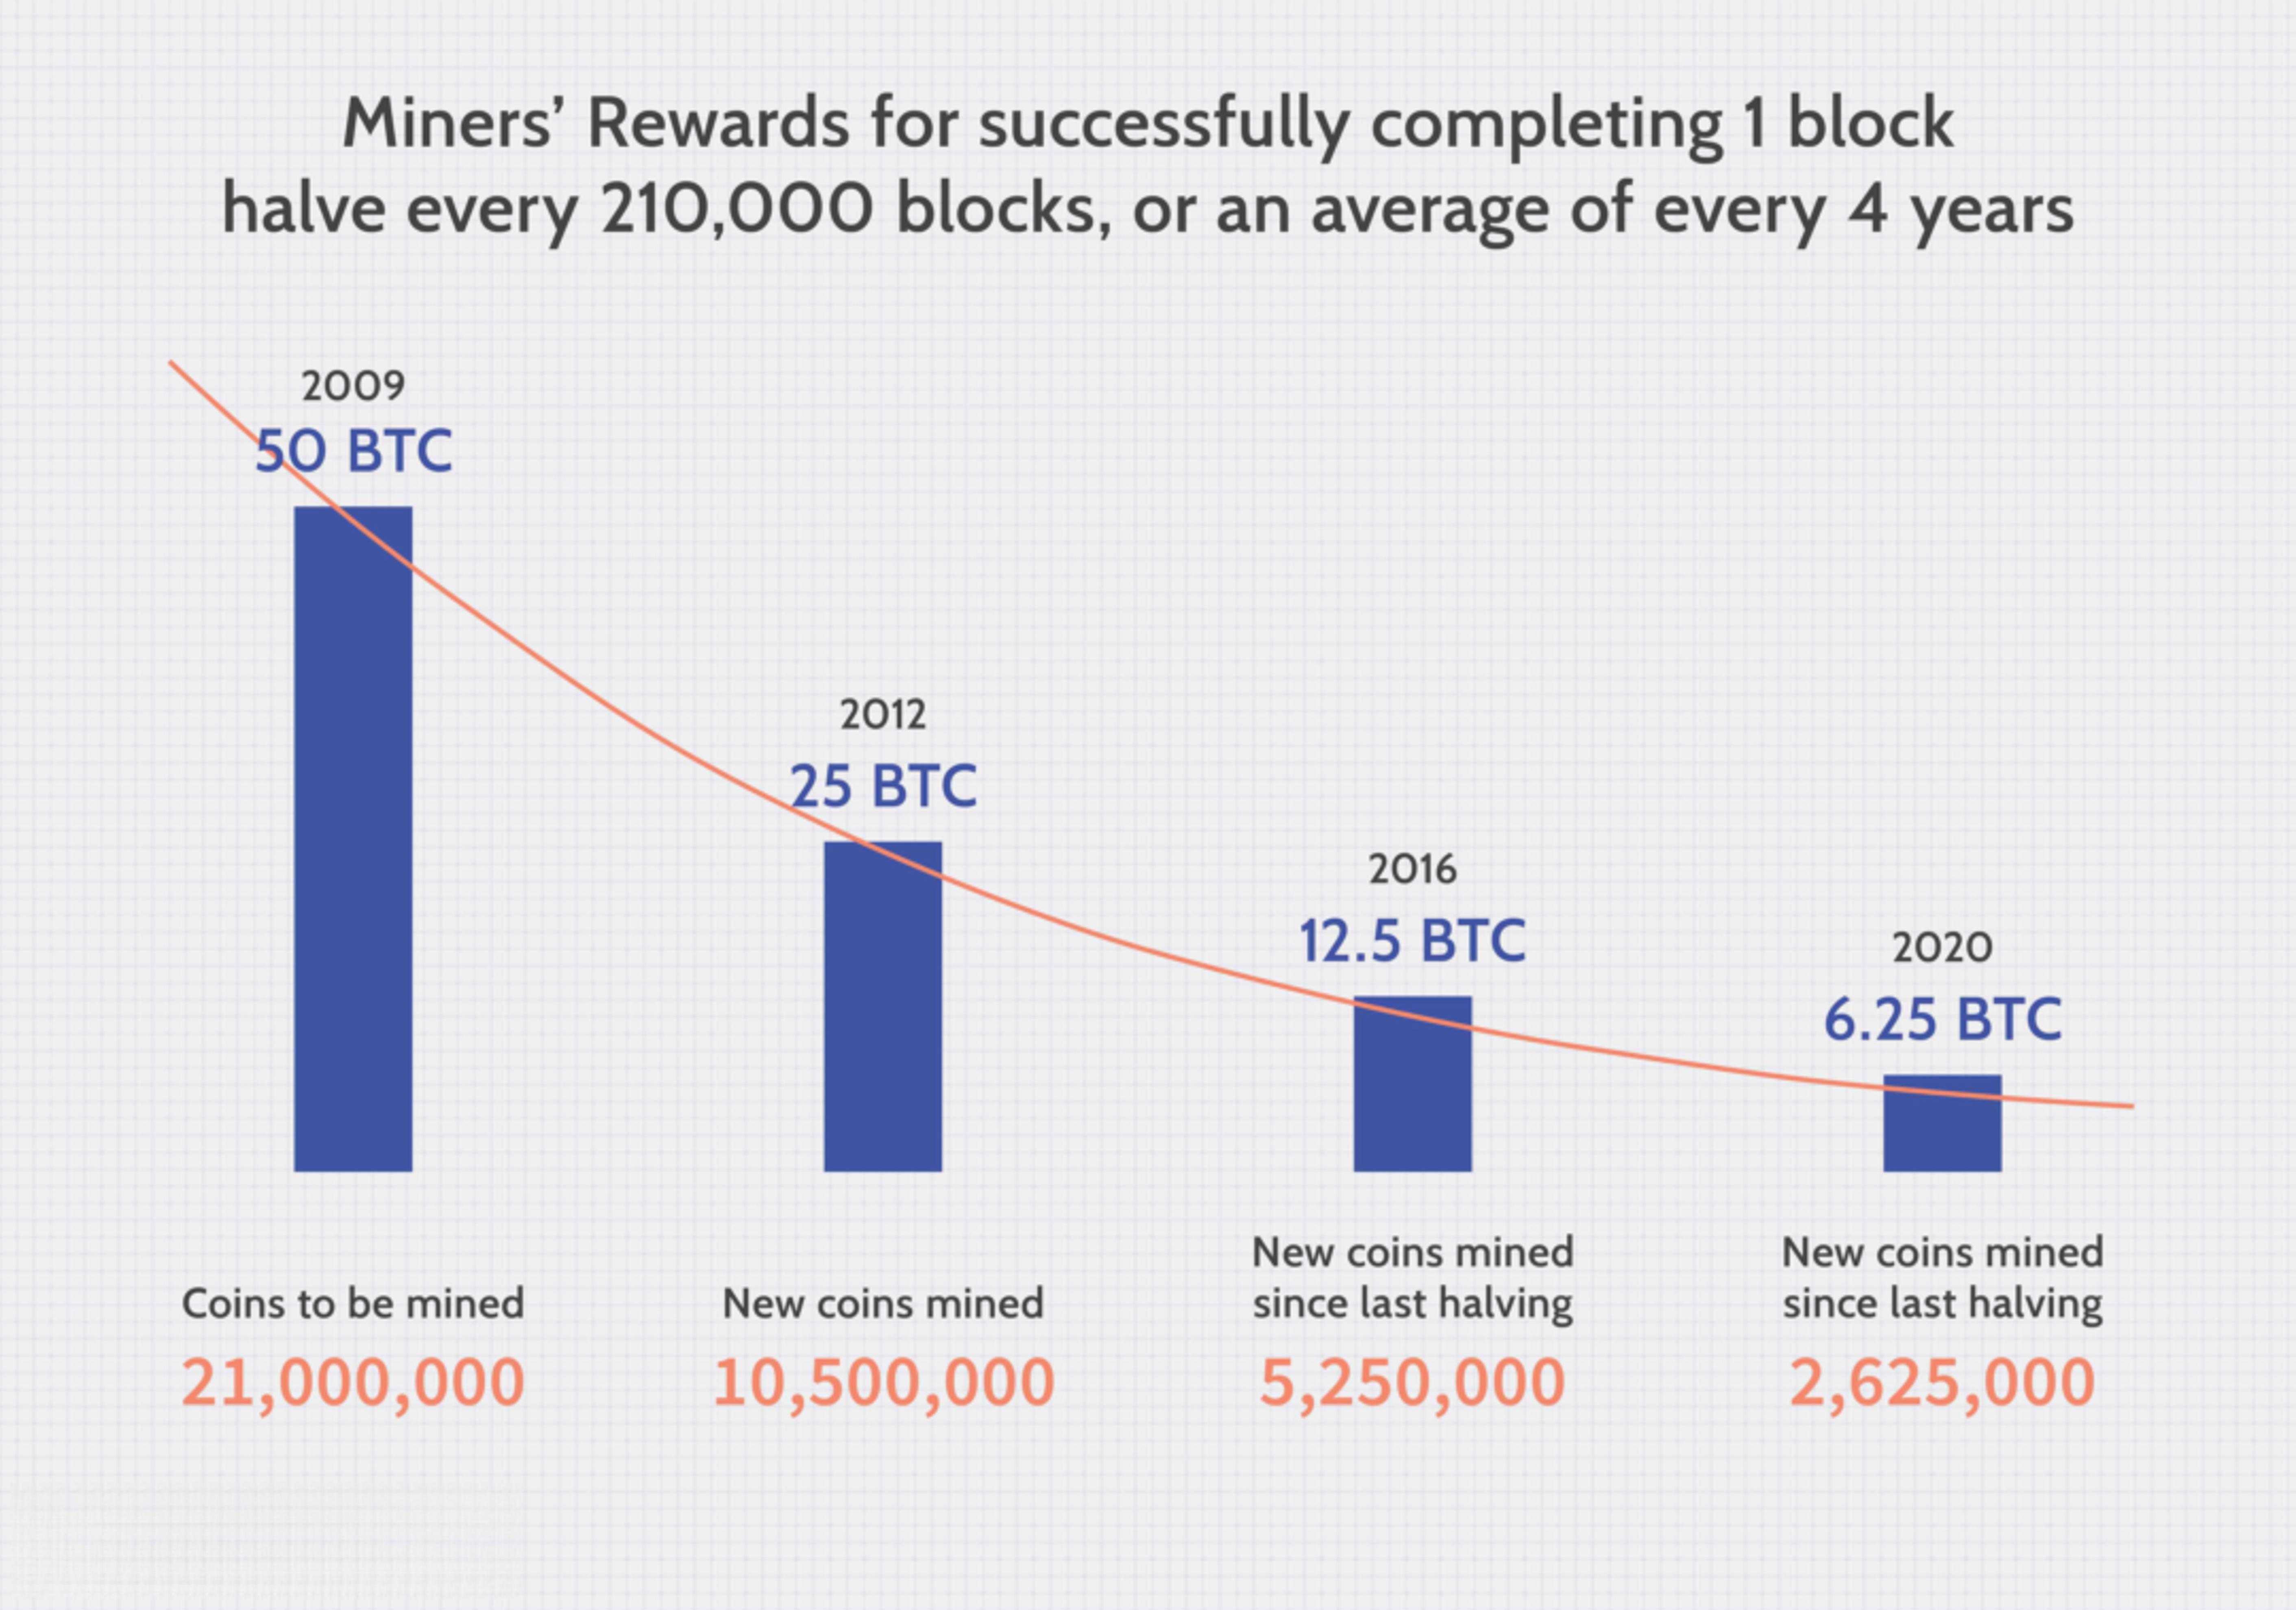 Miners’ Rewards for successfully completing 1 block
halve every 210,000 blocks, or an average of every 4 years
2009
50 BTC
2012
25 BTC
2016
12.5 BTC
2020
6.25 BTC
Coins to be mined
21,000,000
New coins mined
10,500,000
New coins mined
since last halving
5,250,000
New coins mined
since last halving
2,625,000